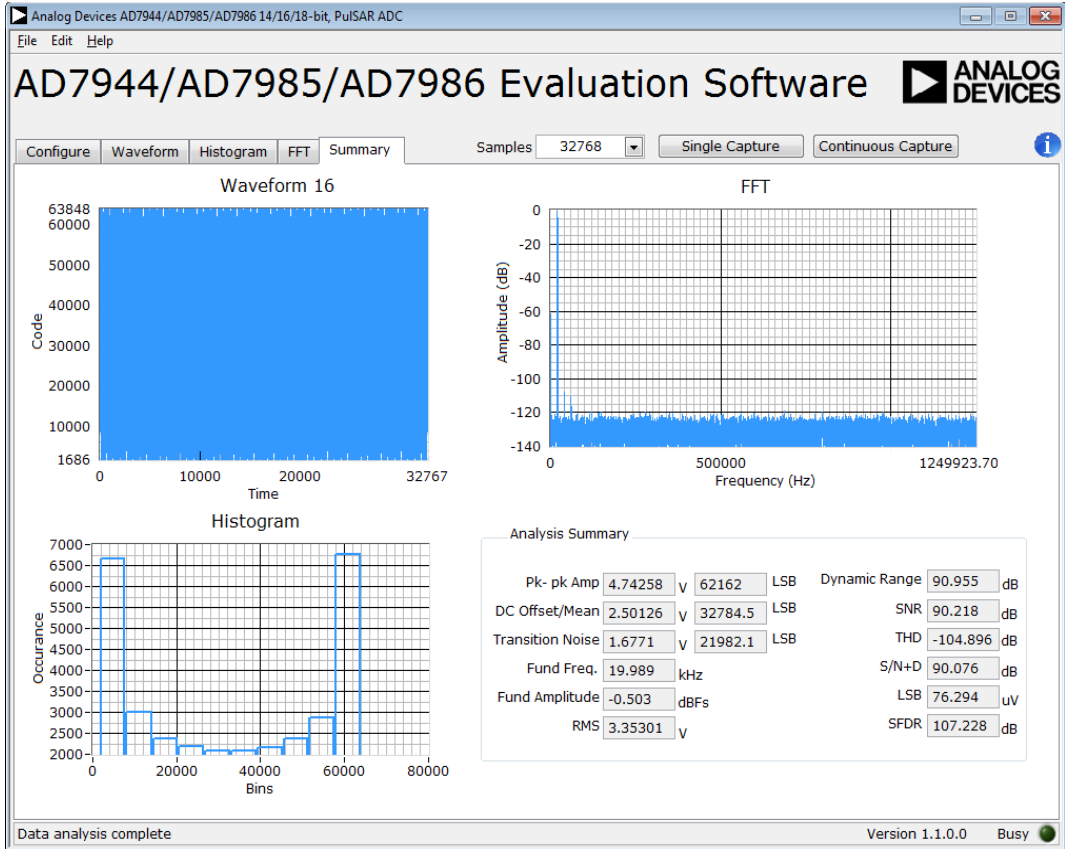 Analog Devices AD7944/AD7985/AD7986 14/16/18-bit, PulSAR ADC
File Edit Help
AD7944/AD7985/AD7986 Evaluation Software
ANALOG
DEVICES
Configure Waveform Histogram FFT Summary
Samples 32768 Single Capture Continuous Capture i
Waveform 16
63848
60000
50000
40000
30000
20000
10000
1686
Code
0 10000 20000 32767
Time
FFT
0
-20
-40
-60
-80
-100
-120
-140
Amplitude (dB)
0 500000 1249923.70
Frequency (Hz)
Histogram
7000
6500
6000
5500
5000
4500
4000
3500
3000
2500
2000
Occurance
0 20000 40000 60000 80000
Bins
Analysis Summary
Pk- pk Amp 4.74258 V 62162 LSB
DC Offset/Mean 2.50126 V 32784.5 LSB
Transition Noise 1.6771 V 21982.1 LSB
Fund Freq. 19.989 kHz
Fund Amplitude -0.503 dBFs
RMS 3.35301 V
Dynamic Range 90.955 dB
SNR 90.218 dB
THD -104.896 dB
S/N+D 90.076 dB
LSB 76.294 uV
SFDR 107.228 dB
Data analysis complete
Version 1.1.0.0 Busy